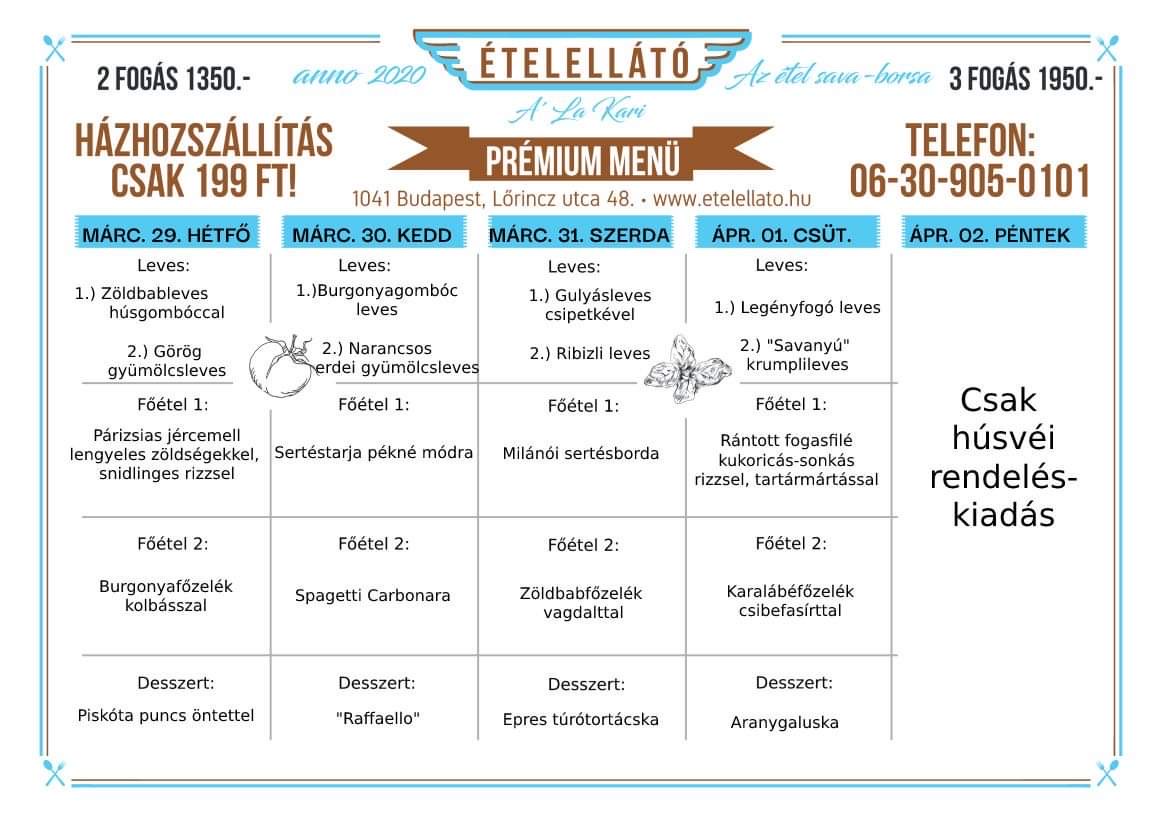 ÉTELELLÁTÓ
2 FOGÁS 1350.-
anno 2020
Az étel sava-borsa
3 FOGÁS 1950.-
A' La Kari
HÁZHOZSZÁLLÍTÁS
CSAK 199 FT!
PRÉMIUM MENÜ
TELEFON:
06-30-905-0101
1041 Budapest, Lőrincz utca 48. • www.etelellato.hu
MÁRC. 29. HÉTFŐ
Leves:
1.) Zöldbableves
húsgombóccal
2.) Görög
gyümölcsleves
Főétel 1:
Párizsias jércemell
lengyeles zöldségekkel,
snidlinges rizzsel
Főétel 2:
Burgonyafőzelék
kolbásszal
Desszert:
Piskóta puncs öntettel
MÁRC. 30. KEDD
Leves:
1.)Burgonyagombóc
leves
2.) Narancsos
erdei gyümölcsleves
Főétel 1:
Sertéstarja pékné módra
Főétel 2:
Spagetti Carbonara
Desszert:
"Raffaello"
MÁRC. 31. SZERDA
Leves:
1.) Gulyásleves
csipetkével
2.) Ribizli leves
Főétel 1:
Milánói sertésborda
Főétel 2:
Zöldbabfőzelék
vagdalttal
Desszert:
Epres túrótortácska
ÁPR. 01. CSÜT.
Leves:
1.) Legényfogó leves
2.) "Savanyú"
krumplileves
Főétel 1:
Rántott fogasfilé
kukoricás-sonkás
rizzsel, tartármártással
Főétel 2:
Karalábéfőzelék
csibefasírttal
Desszert:
Aranygaluska
ÁPR. 02. PÉNTEK
Csak
húsvéi
rendelés-
kiadás